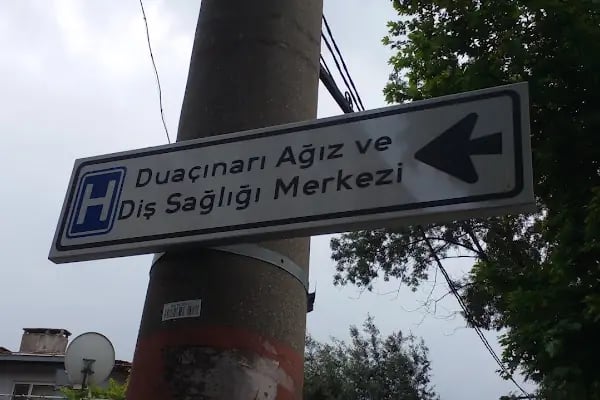 H
Duaçınarı Ağız ve
Diş Sağlığı Merkezi